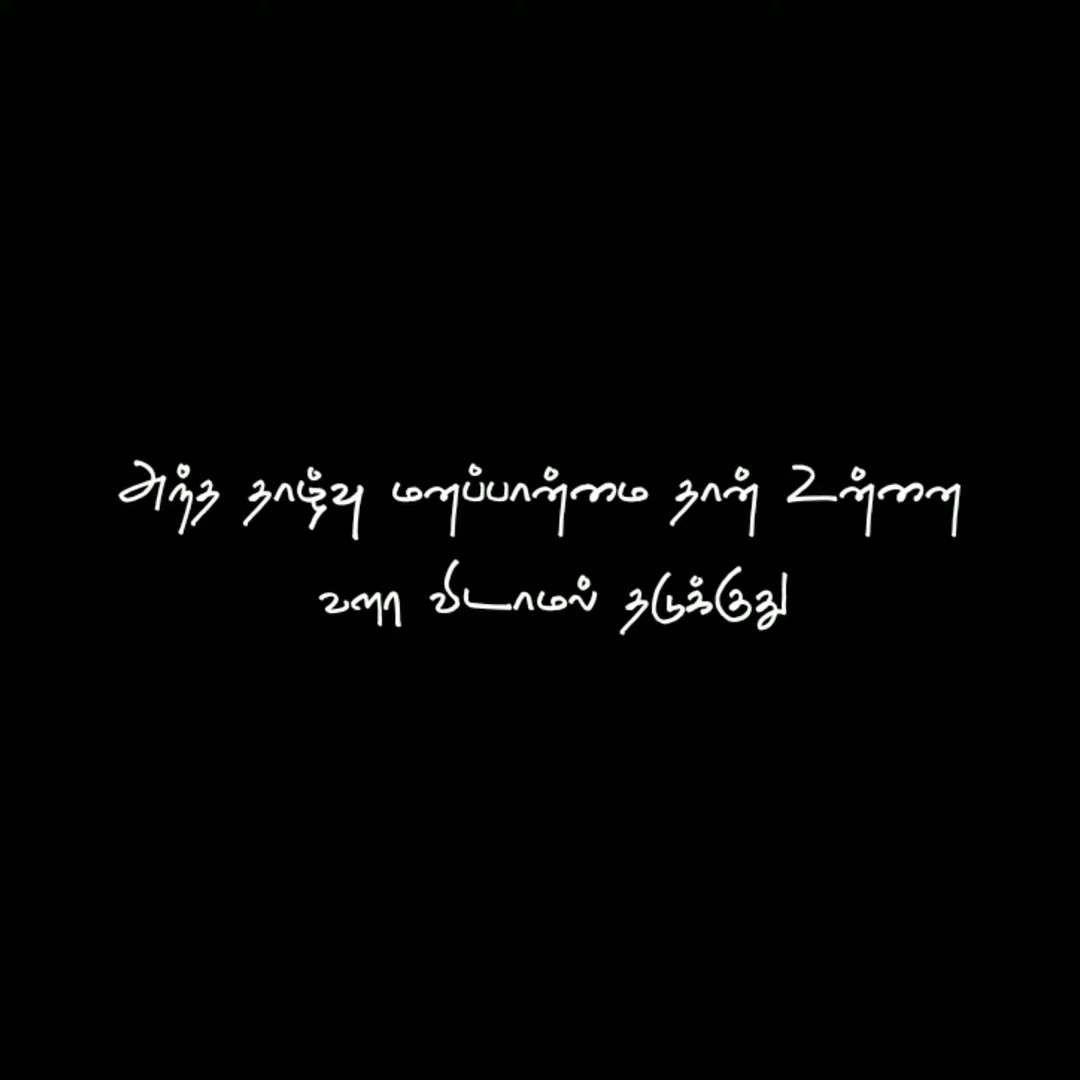 அந்த தாழ்வு மனப்பான்மை தான் உன்னை
வளர விடாமல் தடுக்குது